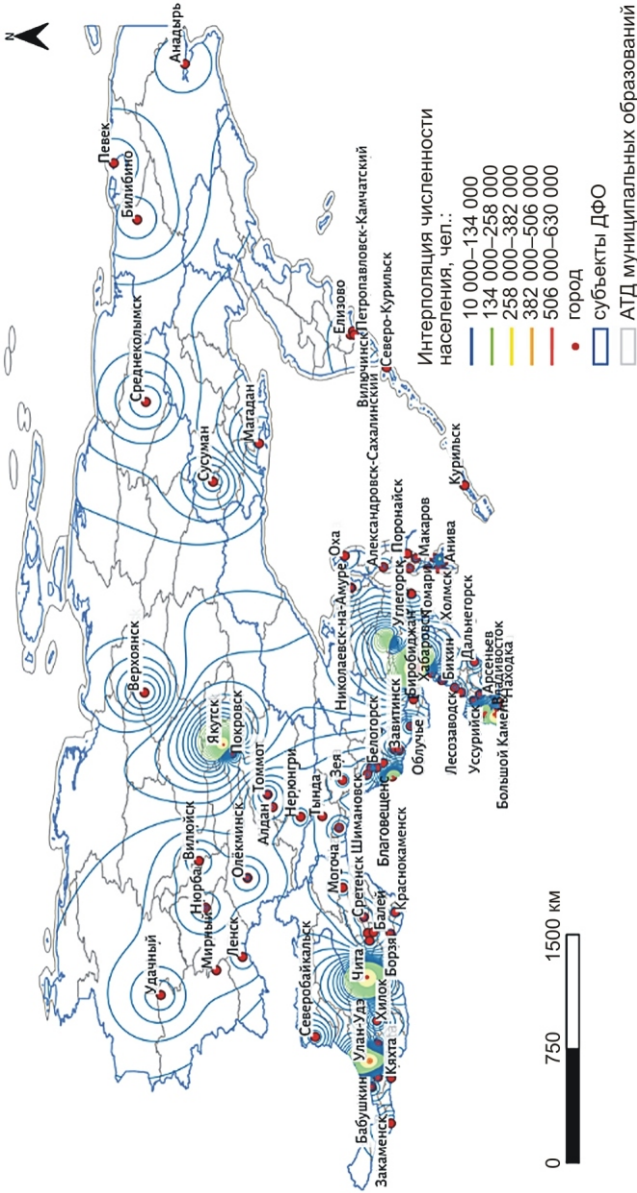 N
Анадырь
Певек
Билибино
Среднеколымск
Сусуман
Магадан
Верхоянск
Якутск
Покровск
Томмот
Алдан
Нерюнгри
Тында
Зея
Вилюйск
Олёкминск
Нюрба
Мирный
Ленск
Удачный
Северобайкальск
Могоча
Сретенск
Шимановск
Балей
Краснокаменск
Чита
Борзя
Хилок
Улан-Удэ
Кяхта
Бабушкин
Закаменск
Благовещенск
Белогорск
Завитинск
Облучье
Биробиджан
Хабаровск
Бикин
Лесозаводск
Дальнегорск
Арсеньев
Уссурийск
Владивосток
Находка
Большой Камень
Николаевск-на-Амуре
Оха
Александровск-Сахалинский
Поронайск
Углегорск
Макаров
Томари
Холмск
Анива
Елизово
Вилючинск
Петропавловск-Камчатский
Северо-Курильск
Курильск
Интерполяция численности
населения, чел.:
10 000–134 000
134 000–258 000
258 000–382 000
382 000–506 000
506 000–630 000
город
субъекты ДФО
АТД муниципальных образований
0 750 1500 км